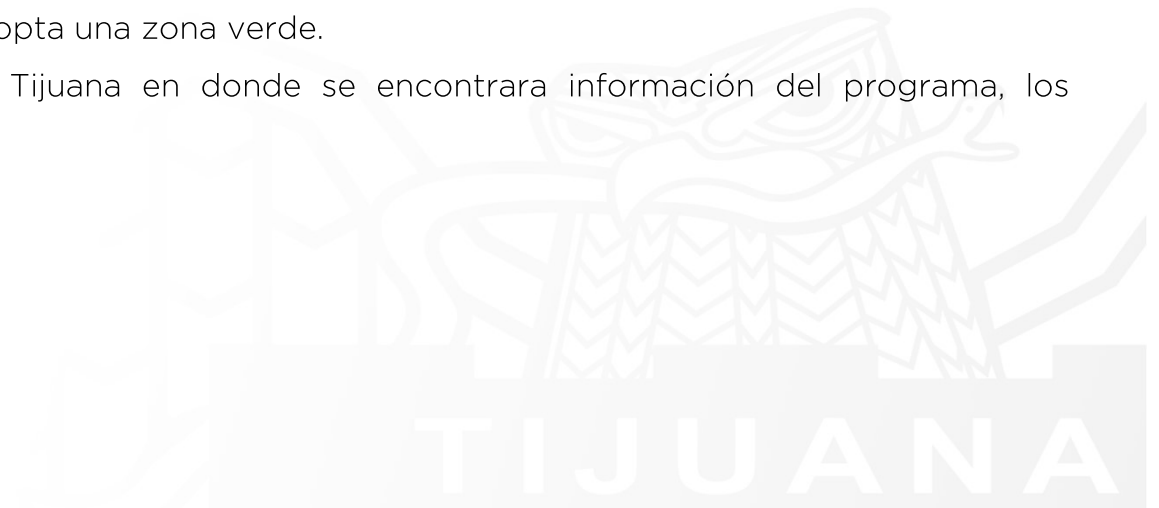 opta una zona verde.
Tijuana en donde se encontrara información del programa, los
TIJUANA